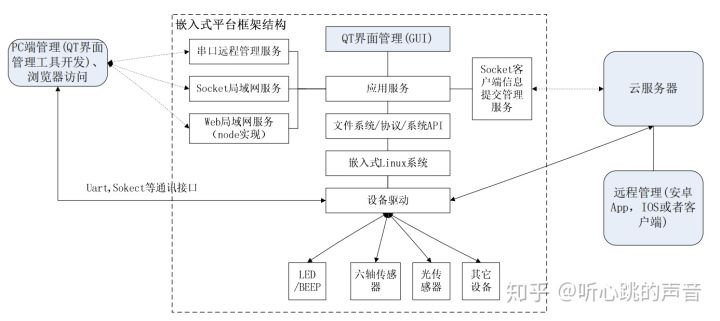 嵌入式平台框架结构
PC端管理(QT界面
管理工具开发)、
浏览器访问
串口远程管理服务
Socket局域网服务
Web局域网服务
(node实现)
QT界面管理(GUI)
应用服务
文件系统/协议/系统API
嵌入式Linux系统
设备驱动
Socket客
户端信息
提交管理
服务
云服务器
远程管理(安卓
App，IOS或者客
户端)
Uart,Sokect等通讯接口
LED
/BEEP
六轴传感
器
光传
感器
其它
设备
知乎 @听心跳的声音